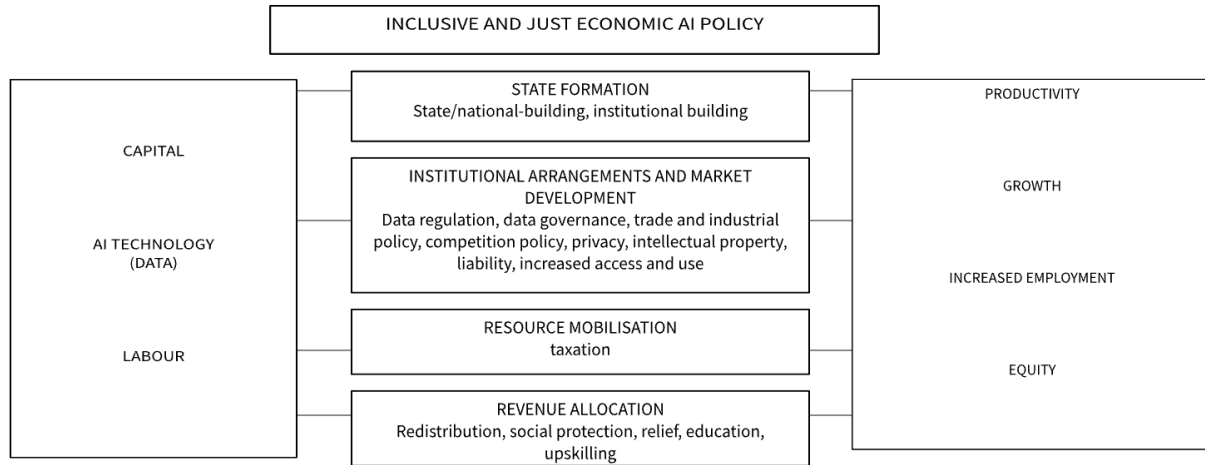 INCLUSIVE AND JUST ECONOMIC AI POLICY
CAPITAL
AI TECHNOLOGY
(DATA)
LABOUR
STATE FORMATION
State/national-building, institutional building
INSTITUTIONAL ARRANGEMENTS AND MARKET
DEVELOPMENT
Data regulation, data governance, trade and industrial
policy, competition policy, privacy, intellectual property,
liability, increased access and use
RESOURCE MOBILISATION
taxation
REVENUE ALLOCATION
Redistribution, social protection, relief, education,
upskilling
PRODUCTIVITY
GROWTH
INCREASED EMPLOYMENT
EQUITY